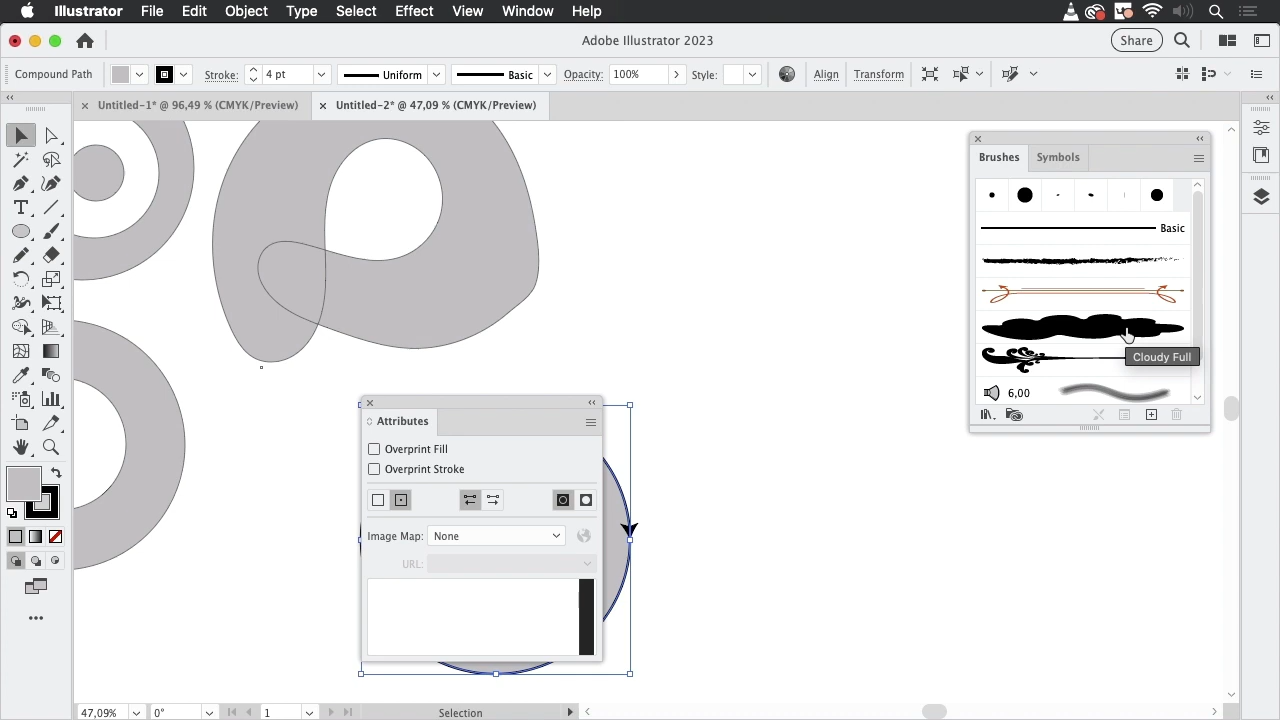 Illustrator File Edit Object Type Select Effect View Window Help
Adobe Illustrator 2023
Share
Compound Path Stroke: 4 pt Uniform Basic Opacity: 100% Style: Align Transform
Untitled-1* @ 96,49 % (CMYK/Preview) Untitled-2* @ 47,09 % (CMYK/Preview)
Brushes Symbols
Basic
Cloudy Full
6,00
Attributes
Overprint Fill
Overprint Stroke
Image Map: None
URL:
47,09% 0° 1 Selection